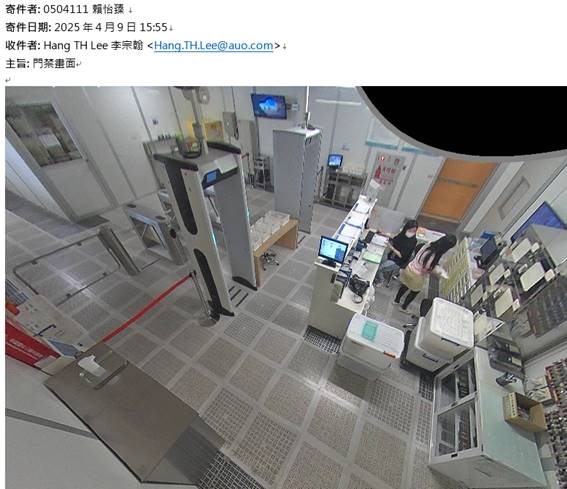 寄件者: 0504111 賴怡臻
寄件日期: 2025 年 4 月 9 日 15:55
收件者: Hang TH Lee 李宗翰 <Hang.TH.Lee@auo.com>
主旨: 門禁畫面